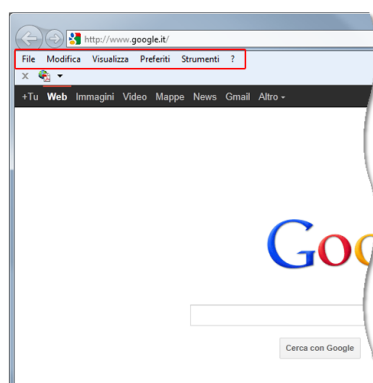 http://www.google.it/
File Modifica Visualizza Preferiti Strumenti ?
x
+Tu Web Immagini Video Mappe News Gmail Altro
Goo
Cerca con Google